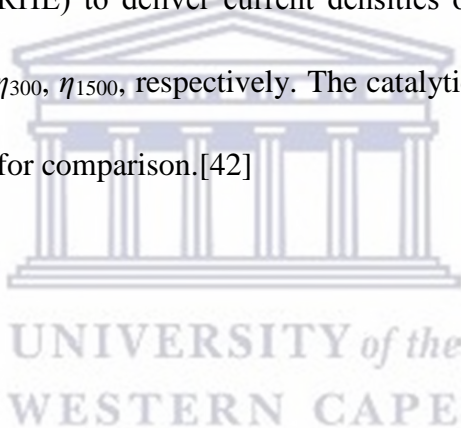 RHE) to deliver current densities o
η300, η1500, respectively. The catalyti
for comparison.[42]
UNIVERSITY of the
WESTERN CAPE